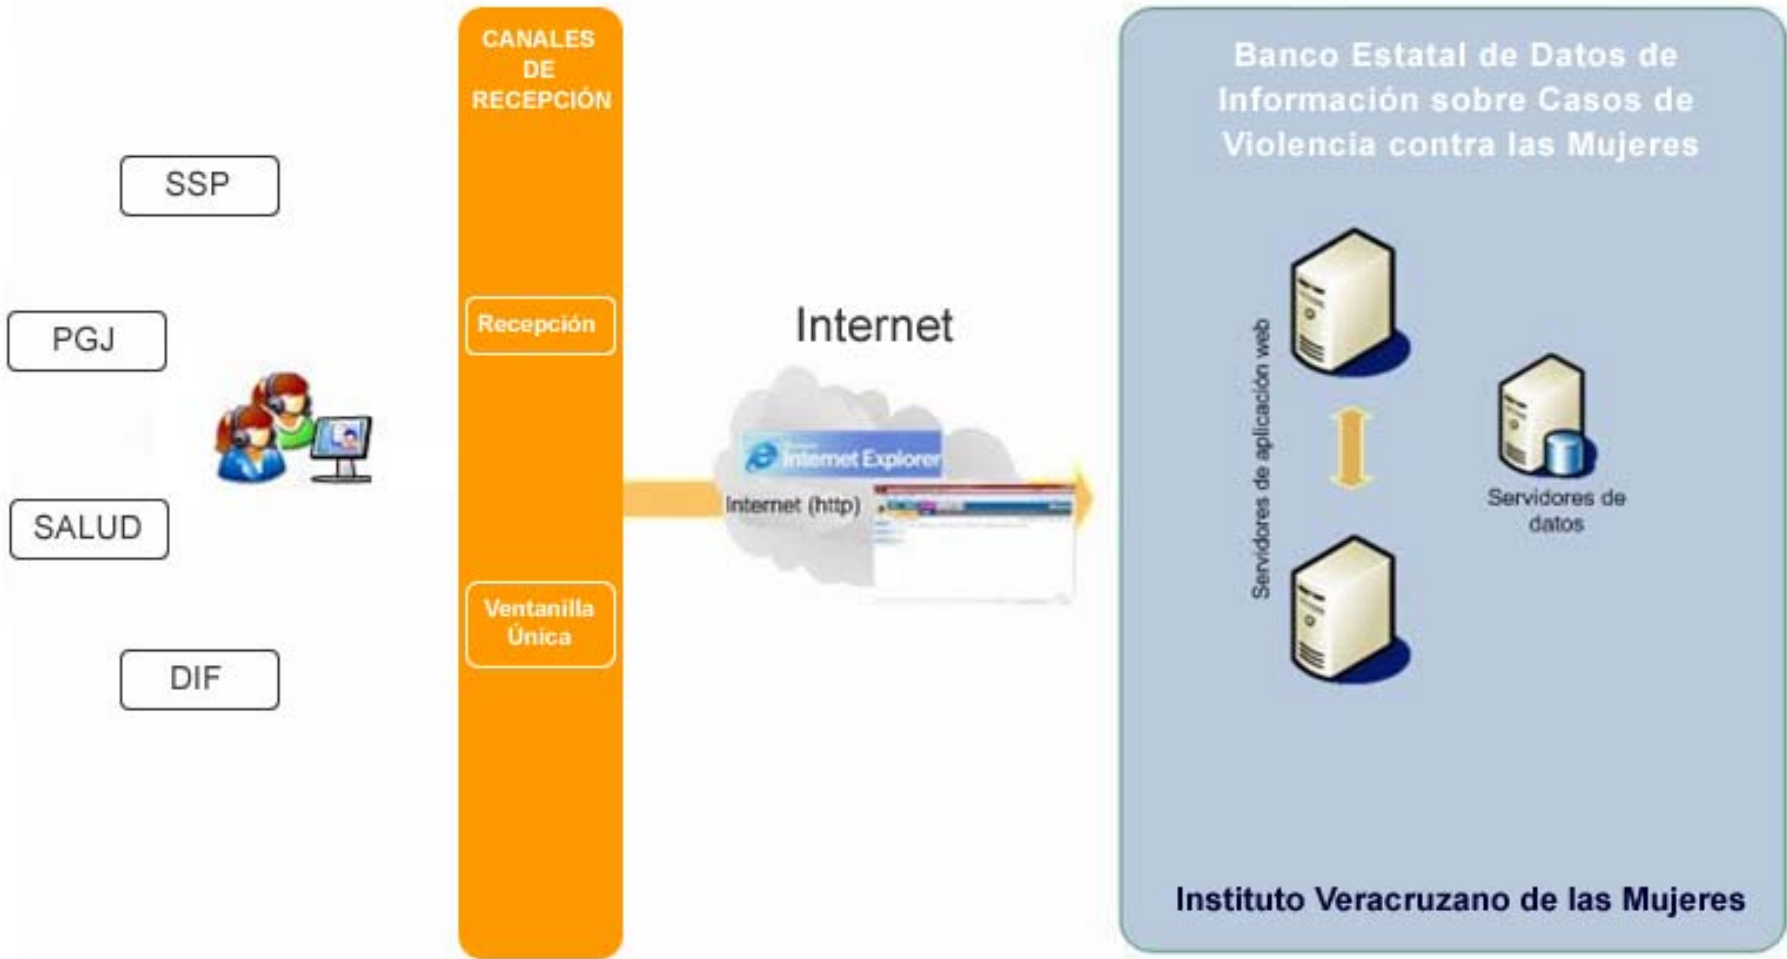 SSP
PGJ
SALUD
DIF
CANALES
DE
RECEPCIÓN
Recepción
Ventanilla
Única
Internet
Internet Explorer
Internet (http)
Banco Estatal de Datos de
Información sobre Casos de
Violencia contra las Mujeres
Servidores de aplicación web
Servidores de
datos
Instituto Veracruzano de las Mujeres